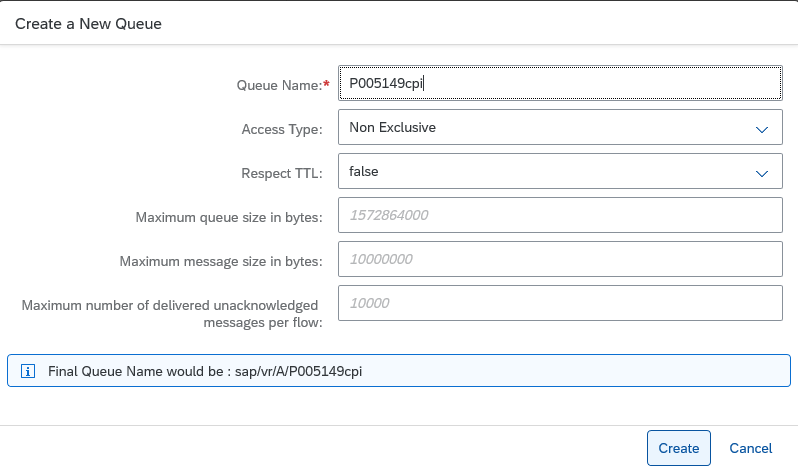 Create a New Queue
Queue Name:* P005149cpi
Access Type: Non Exclusive
Respect TTL: false
Maximum queue size in bytes: 1572864000
Maximum message size in bytes: 10000000
Maximum number of delivered unacknowledged 10000
messages per flow:
Final Queue Name would be : sap/vr/A/P005149cpi
Create Cancel